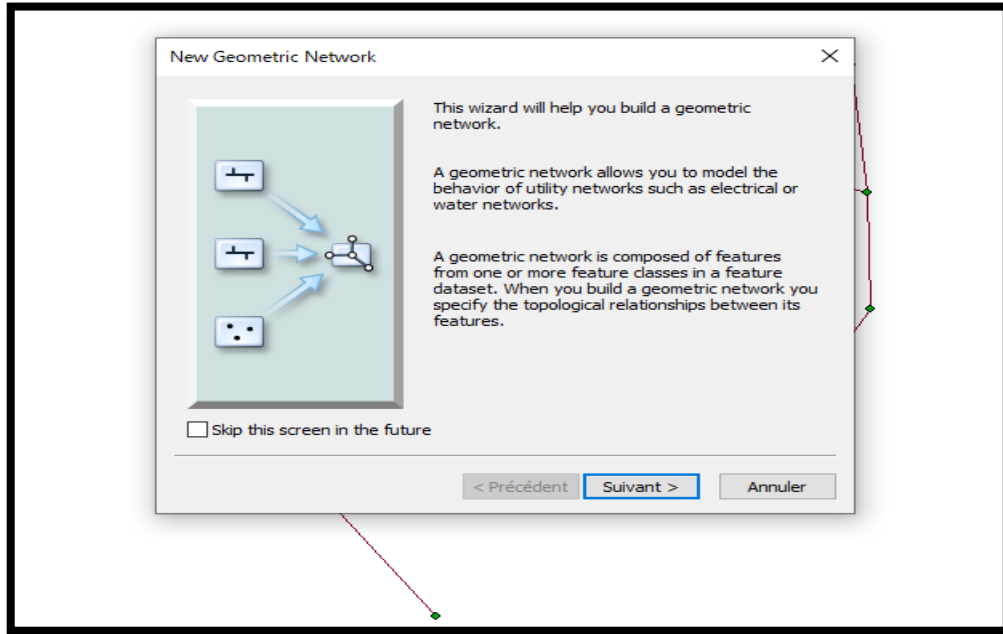 New Geometric Network
This wizard will help you build a geometric
network.
A geometric network allows you to model the
behavior of utility networks such as electrical or
water networks.
A geometric network is composed of features
from one or more feature classes in a feature
dataset. When you build a geometric network you
specify the topological relationships between its
features.
Skip this screen in the future
< Précédent
Suivant >
Annuler